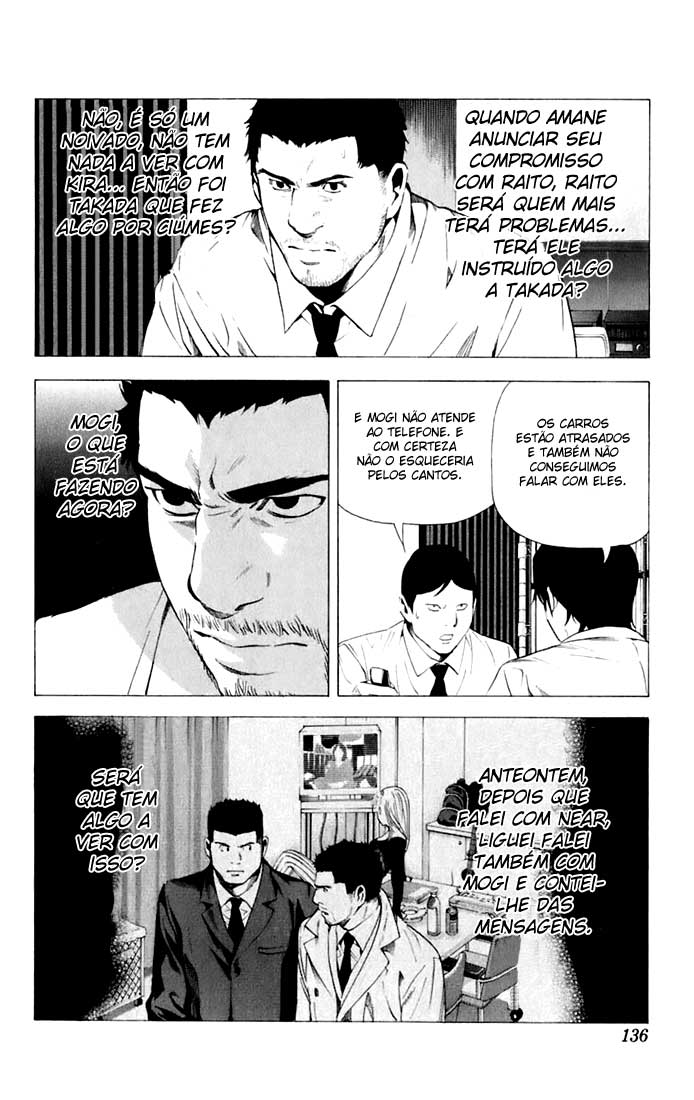 QUANDO AMANE
ANUNCIAR SEU
COMPROMISSO
COM RAITO, RAITO
SERÁ QUEM MAIS
TERÁ PROBLEMAS...
TERÁ ELE
INSTRUÍDO ALGO
A TAKADA?
NÃO, É SÓ UM
NOIVADO, NÃO TEM
NADA A VER COM
KIRA... ENTÃO FOI
TAKADA QUE FEZ
ALGO POR CIÚMES?
OS CARROS
ESTÃO ATRASADOS
E TAMBÉM NÃO
CONSEGUIMOS
FALAR COM ELES.
E MOGI NÃO ATENDE
AO TELEFONE. E
COM CERTEZA
NÃO O ESQUECERIA
PELOS CANTOS.
MOGI,
O QUE
ESTÁ
FAZENDO
AGORA?
ANTEONTEM,
DEPOIS QUE
FALEI COM NEAR,
LIGUEI FALEI
TAMBÉM COM
MOGI E CONTEI-
LHE DAS
MENSAGENS.
SERÁ
QUE TEM
ALGO A
VER COM
ISSO?
136